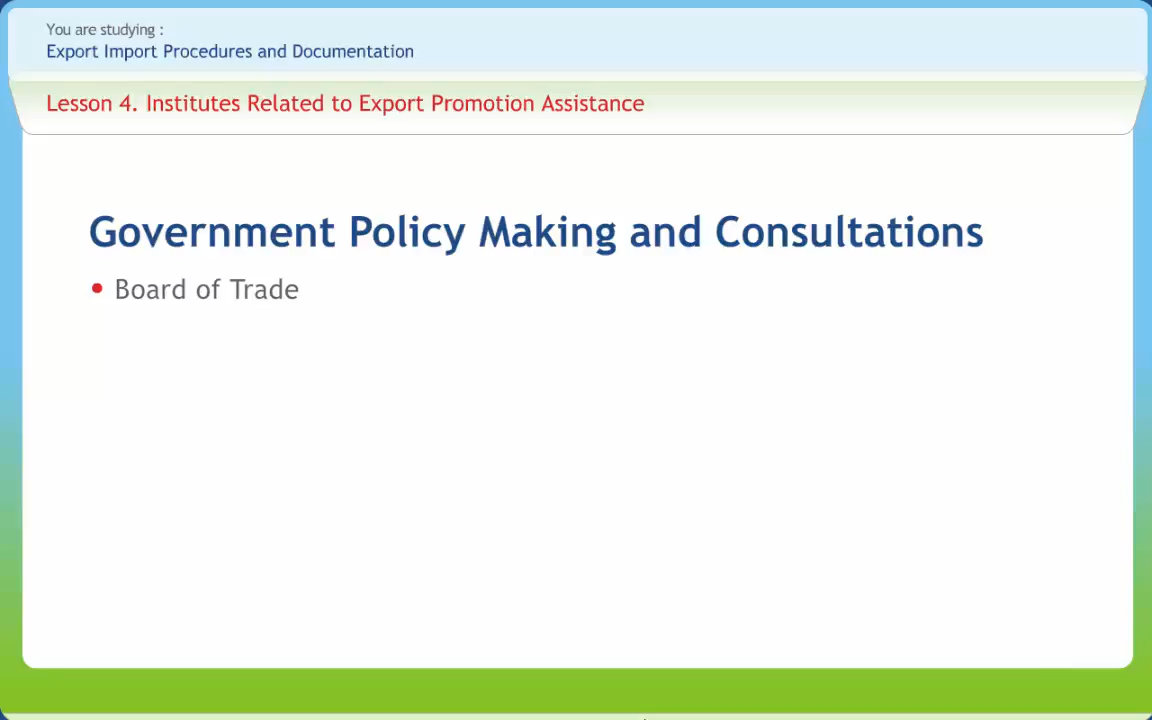 You are studying :
Export Import Procedures and Documentation
Lesson 4. Institutes Related to Export Promotion Assistance
Government Policy Making and Consultations
• Board of Trade